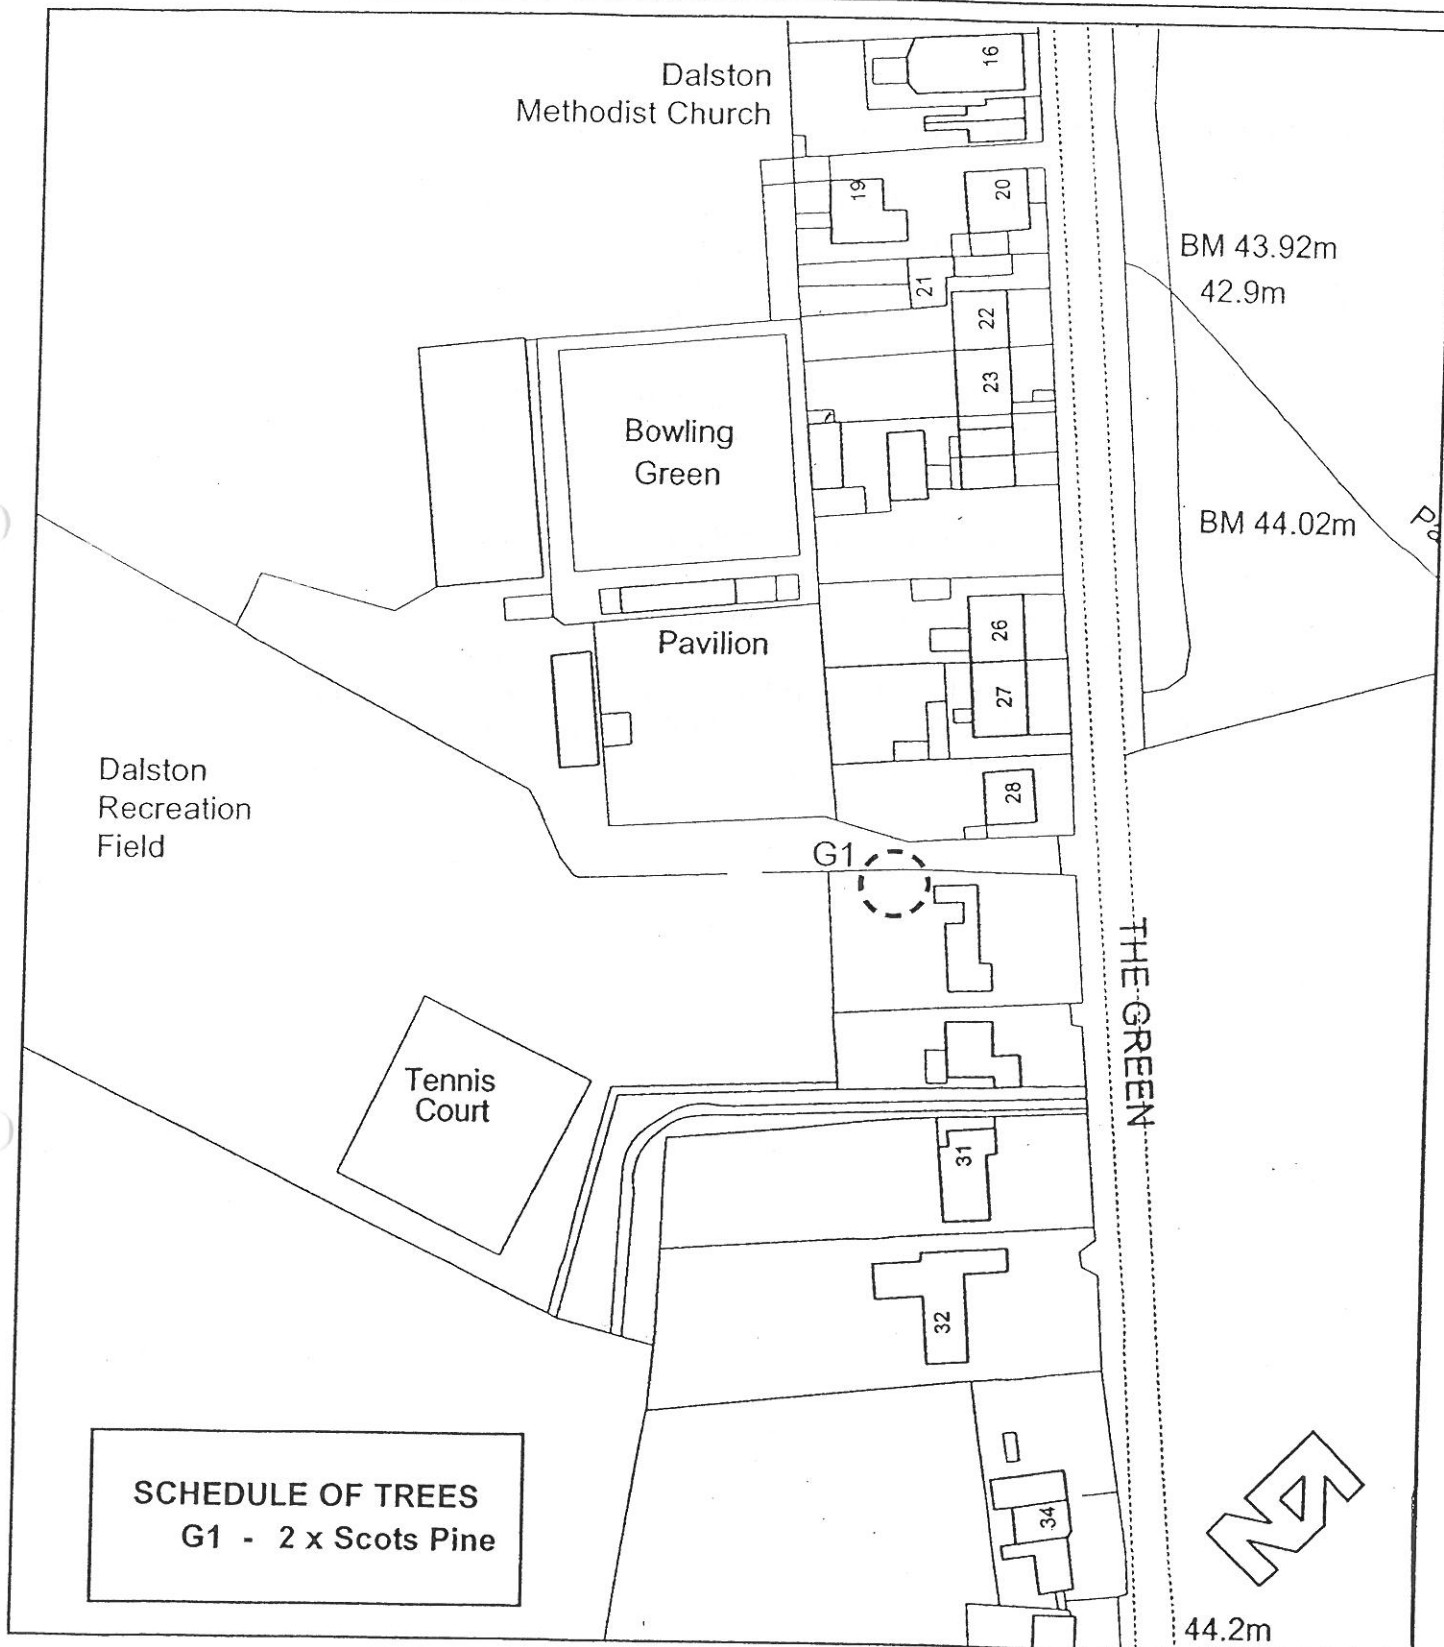 Dalston
Methodist Church
16
19
20
21
22
23
BM 43.92m
42.9m
Bowling
Green
BM 44.02m
Pavilion
26
27
28
Dalston
Recreation
Field
G1
THE GREEN
Tennis
Court
31
32
34
SCHEDULE OF TREES
G1 - 2 x Scots Pine
44.2m